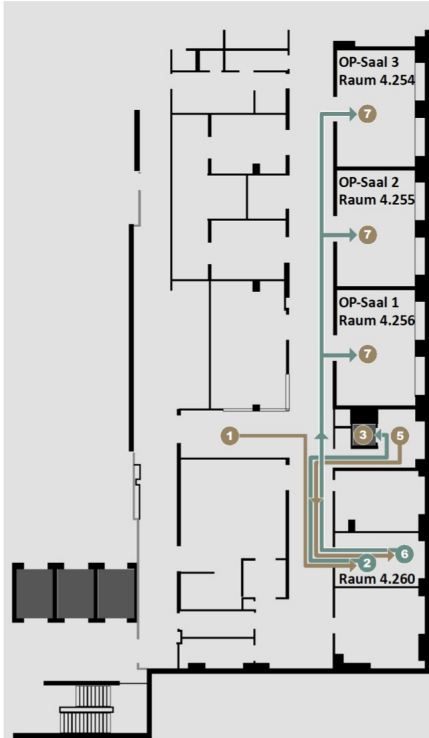 OP-Saal 3
Raum 4.254
7
OP-Saal 2
Raum 4.255
7
OP-Saal 1
Raum 4.256
7
1
3
5
6
2
Raum 4.260